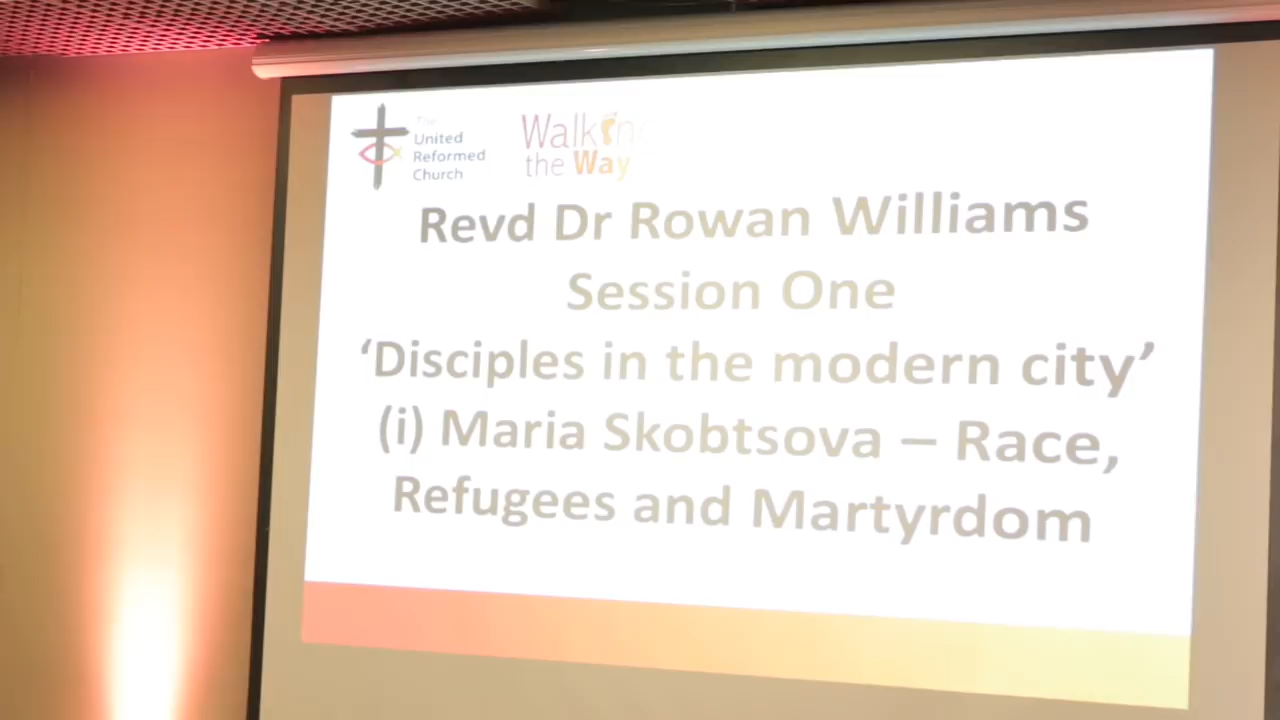 The
United
Reformed
Church
Walking
the Way
Revd Dr Rowan Williams
Session One
‘Disciples in the modern city’
(i) Maria Skobtsova – Race,
Refugees and Martyrdom